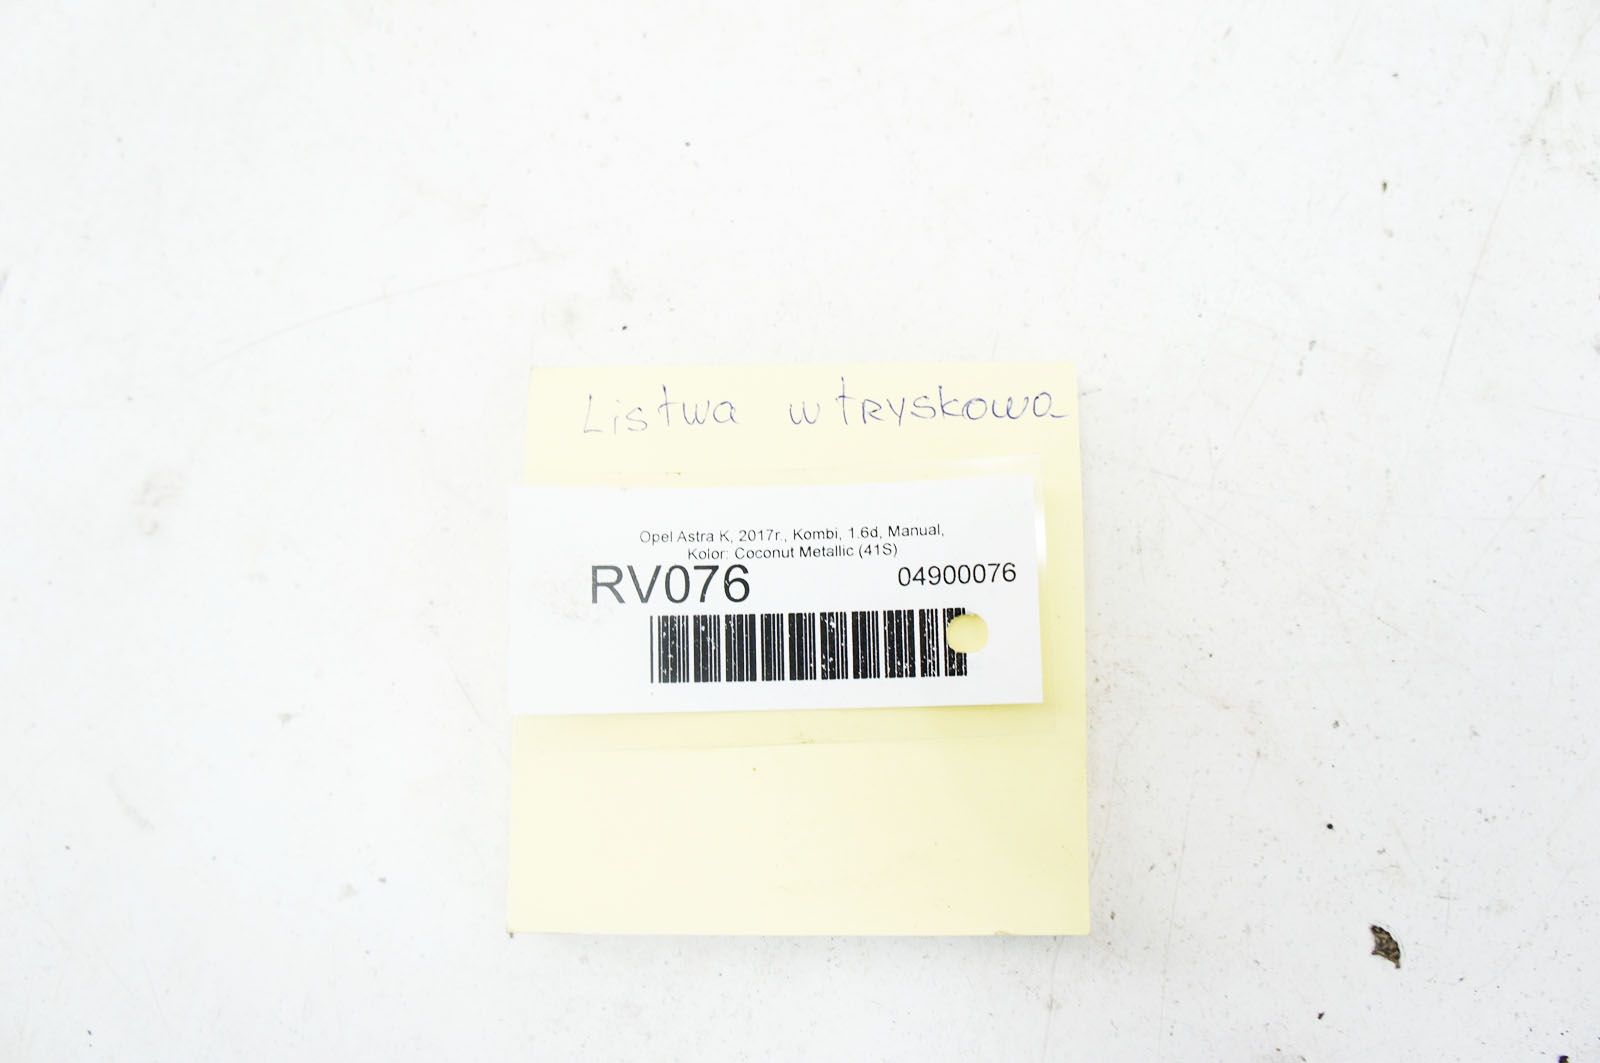 Listwa wtryskowa
Opel Astra K, 2017r., Kombi, 1.6d, Manual,
Kolor: Coconut Metallic (41S)
RV076 04900076